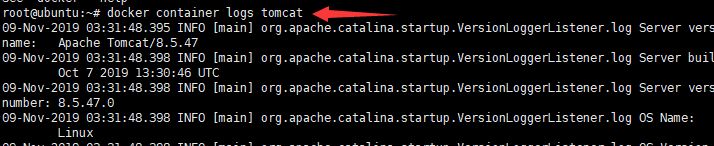 root@ubuntu:~# docker container logs tomcat
09-Nov-2019 03:31:48.395 INFO [main] org.apache.catalina.startup.VersionLoggerListener.log Server vers
name:   Apache Tomcat/8.5.47
09-Nov-2019 03:31:48.398 INFO [main] org.apache.catalina.startup.VersionLoggerListener.log Server buil
Oct 7 2019 13:30:46 UTC
09-Nov-2019 03:31:48.398 INFO [main] org.apache.catalina.startup.VersionLoggerListener.log Server vers
number: 8.5.47.0
09-Nov-2019 03:31:48.398 INFO [main] org.apache.catalina.startup.VersionLoggerListener.log OS Name:
Linux